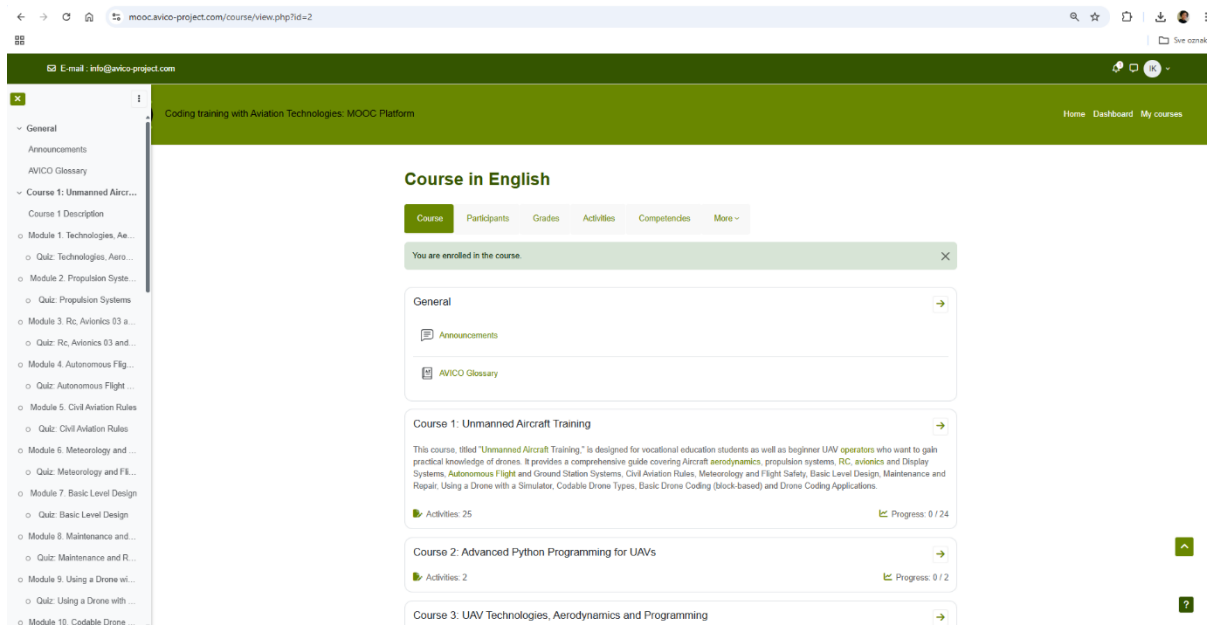 mooc.avico-project.com/course/view.php?id=2
Sve oznak
E-mail : info@avico-project.com
IK
Coding training with Aviation Technologies: MOOC Platform
Home Dashboard My courses
General
Announcements
AVICO Glossary
Course 1: Unmanned Aircr...
Course 1 Description
Module 1. Technologies, Ae...
Quiz: Technologies, Aero...
Module 2. Propulsion Syste...
Quiz: Propulsion Systems
Module 3. Rc, Avionics 03 a...
Quiz: Rc, Avionics 03 and...
Module 4. Autonomous Flig...
Quiz: Autonomous Flight ...
Module 5. Civil Aviation Rules
Quiz: Civil Aviation Rules
Module 6. Meteorology and ...
Quiz: Meteorology and Fli...
Module 7. Basic Level Design
Quiz: Basic Level Design
Module 8. Maintenance and...
Quiz: Maintenance and R...
Module 9. Using a Drone wi...
Quiz: Using a Drone with ...
Module 10. Codable Drone ...
Course in English
Course Participants Grades Activities Competencies More
You are enrolled in the course.
General
Announcements
AVICO Glossary
Course 1: Unmanned Aircraft Training
This course, titled "Unmanned Aircraft Training," is designed for vocational education students as well as beginner UAV operators who want to gain
practical knowledge of drones. It provides a comprehensive guide covering Aircraft aerodynamics, propulsion systems, RC, avionics and Display
Systems, Autonomous Flight and Ground Station Systems, Civil Aviation Rules, Meteorology and Flight Safety, Basic Level Design, Maintenance and
Repair, Using a Drone with a Simulator, Codable Drone Types, Basic Drone Coding (block-based) and Drone Coding Applications.
Activities: 25 Progress: 0 / 24
Course 2: Advanced Python Programming for UAVs
Activities: 2 Progress: 0 / 2
Course 3: UAV Technologies, Aerodynamics and Programming
?